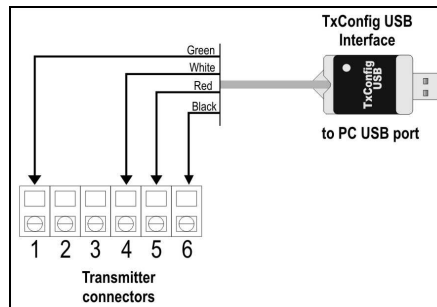 TxConfig USB
Interface
Green
White
Red
Black
TxConfig
USB
to PC USB port
1 2 3 4 5 6
Transmitter
connectors